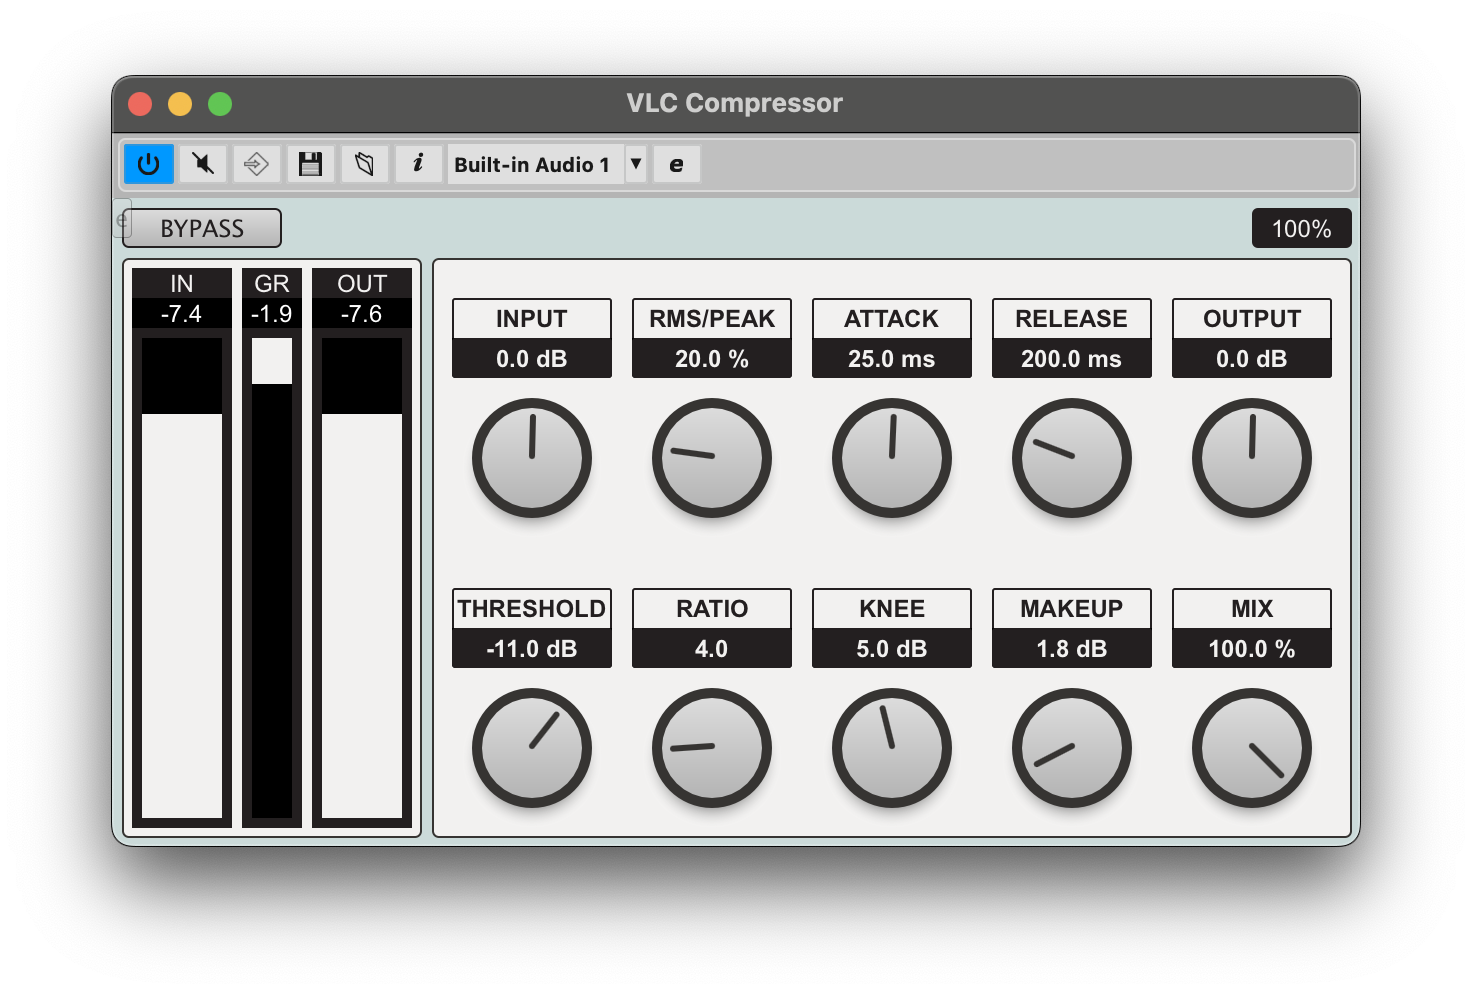 VLC Compressor
i
Built-in Audio 1
e
e
BYPASS
100%
IN
GR
OUT
-7.4
-1.9
-7.6
INPUT
0.0 dB
RMS/PEAK
20.0 %
ATTACK
25.0 ms
RELEASE
200.0 ms
OUTPUT
0.0 dB
THRESHOLD
-11.0 dB
RATIO
4.0
KNEE
5.0 dB
MAKEUP
1.8 dB
MIX
100.0 %